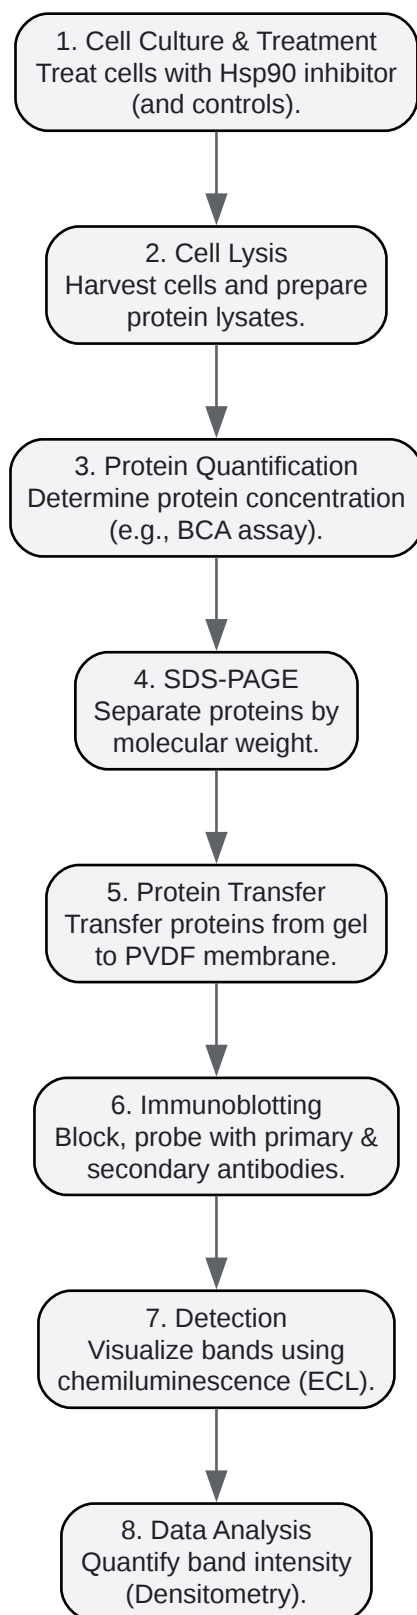 1. Cell Culture & Treatment
Treat cells with Hsp90 inhibitor
(and controls).
2. Cell Lysis
Harvest cells and prepare
protein lysates.
3. Protein Quantification
Determine protein concentration
(e.g., BCA assay).
4. SDS-PAGE
Separate proteins by
molecular weight.
5. Protein Transfer
Transfer proteins from gel
to PVDF membrane.
6. Immunoblotting
Block, probe with primary &
secondary antibodies.
7. Detection
Visualize bands using
chemiluminescence (ECL).
8. Data Analysis
Quantify band intensity
(Densitometry).